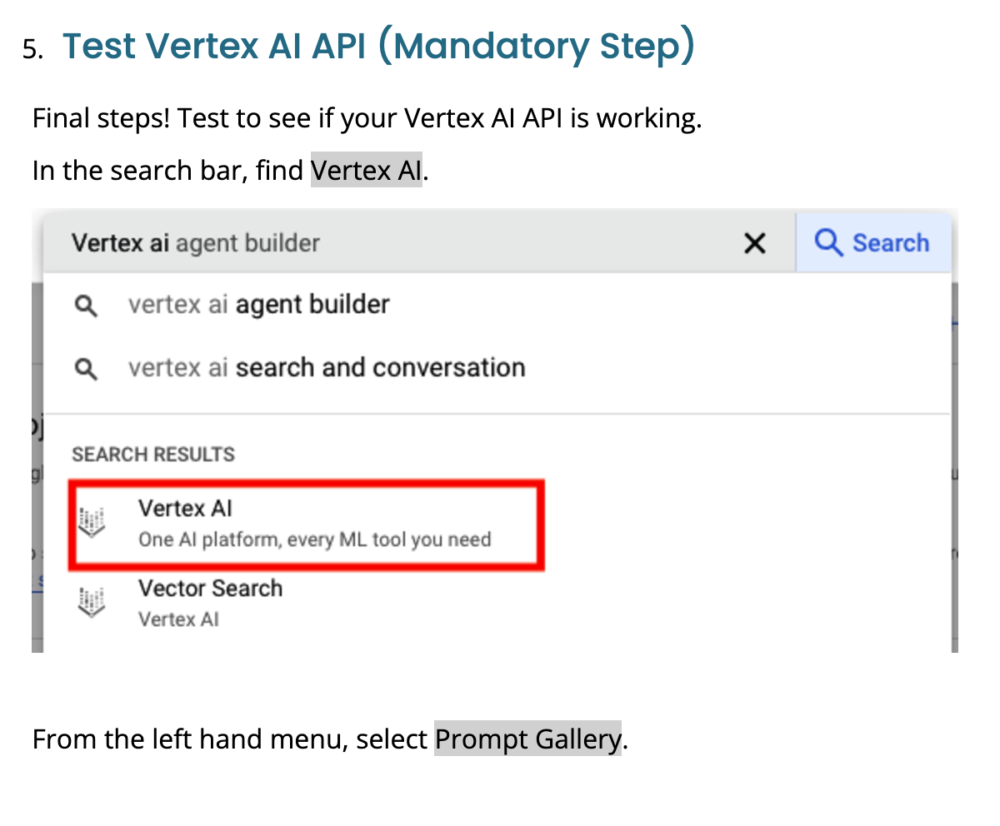 5. Test Vertex AI API (Mandatory Step)
Final steps! Test to see if your Vertex AI API is working.
In the search bar, find Vertex AI.
Vertex ai agent builder
Search
vertex ai agent builder
vertex ai search and conversation
SEARCH RESULTS
Vertex AI
One AI platform, every ML tool you need
Vector Search
Vertex AI
From the left hand menu, select Prompt Gallery.